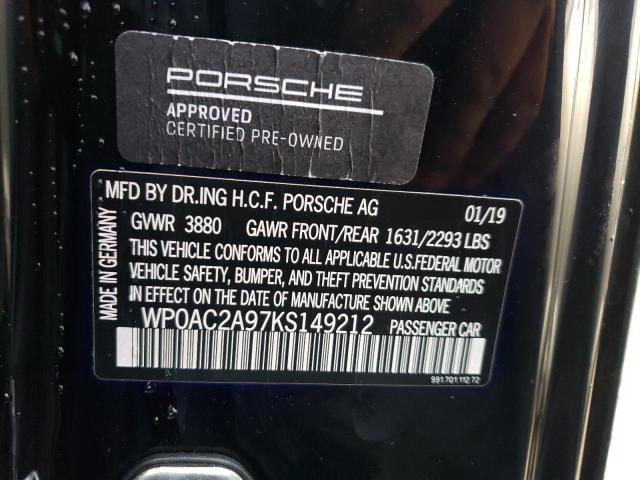 PORSCHE
APPROVED
CERTIFIED PRE-OWNED
MFD BY DR.ING H.C.F. PORSCHE AG 01/19
GVWR 3880 GAWR FRONT/REAR 1631/2293 LBS
THIS VEHICLE CONFORMS TO ALL APPLICABLE U.S.FEDERAL MOTOR
VEHICLE SAFETY, BUMPER, AND THEFT PREVENTION STANDARDS
IN EFFECT ON THE DATE OF MANUFACTURE SHOWN ABOVE
WP0AC2A97KS149212 PASSENGER CAR
991.701.112.72
MADE IN GERMANY